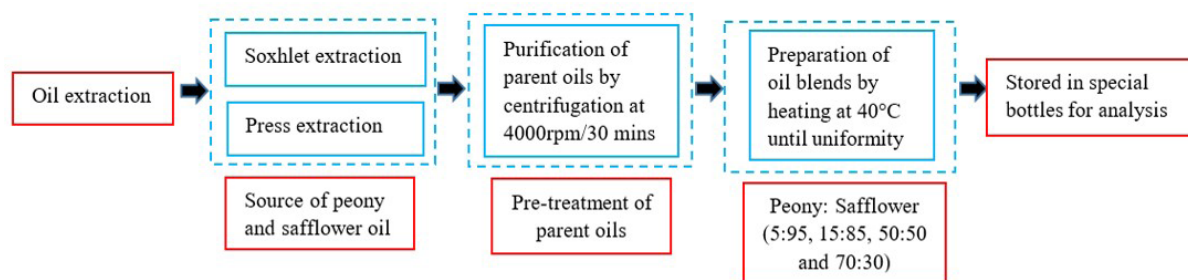 Oil extraction
Soxhlet extraction
Press extraction
Source of peony
and safflower oil
Purification of
parent oils by
centrifugation at
4000rpm/30 mins
Pre-treatment of
parent oils
Preparation of
oil blends by
heating at 40°C
until uniformity
Peony: Safflower
(5:95, 15:85, 50:50
and 70:30)
Stored in special
bottles for analysis